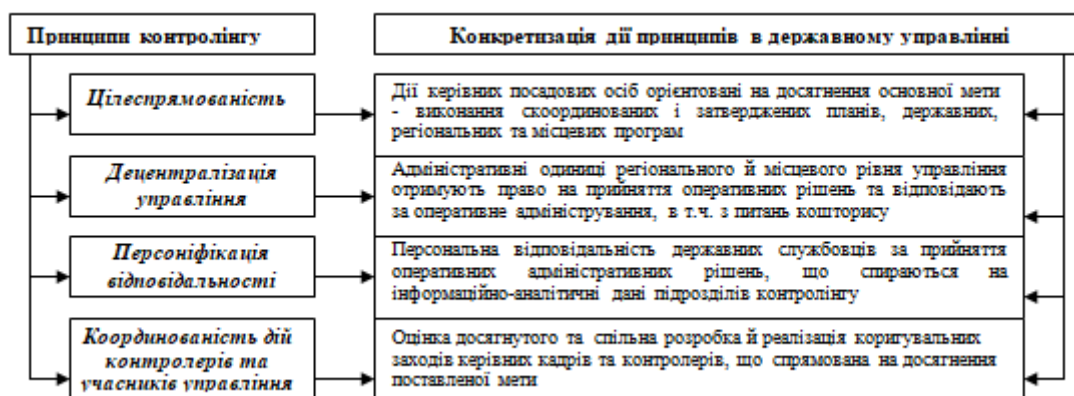 Принципи контролінгу
Конкретизація дії принципів в державному управлінні
Цілеспрямованість
Дії керівних посадових осіб орієнтовані на досягнення основної мети
- виконання скоординованих і затверджених планів, державних,
регіональних та місцевих програм
Децентралізація
управління
Адміністративні одиниці регіонального й місцевого рівня управління
отримують право на прийняття оперативних рішень та відповідають
за оперативне адміністрування, в т.ч. з питань кошторису
Персоніфікація
відповідальності
Персональна відповідальність державних службовців за прийняття
оперативних адміністративних рішень, що спираються на
інформаційно-аналітичні дані підрозділів контролінгу
Координованість дій
контролерів та
учасників управління
Оцінка досягнутого та спільна розробка й реалізація коригувальних
заходів керівних кадрів та контролерів, що спрямована на досягнення
поставленої мети